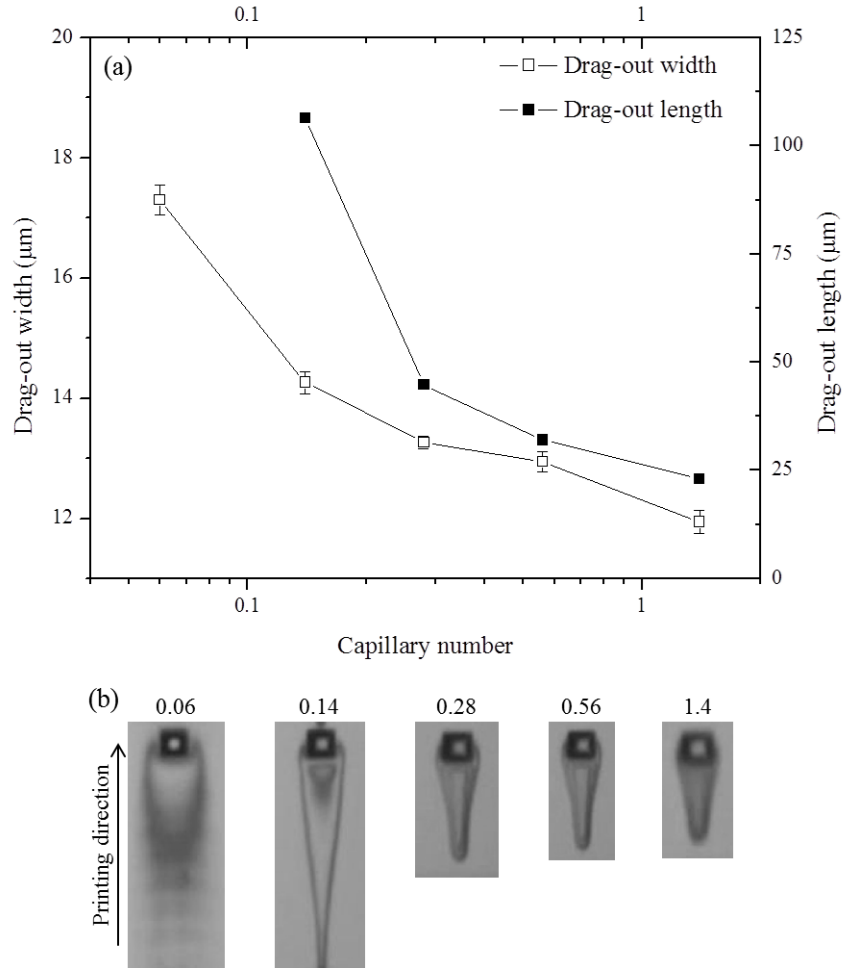 0.1 1
(a)
Drag-out width
Drag-out length
20
18
16
14
12
Drag-out width (μm)
125
100
75
50
25
0
Drag-out length (μm)
0.1 1
Capillary number
(b)
0.06 0.14 0.28 0.56 1.4
Printing direction